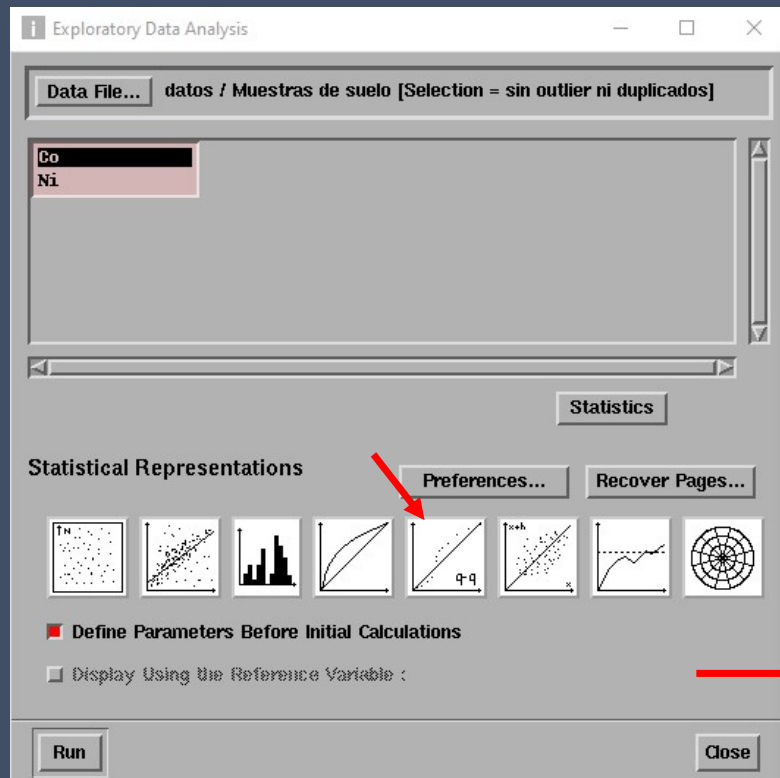 Exploratory Data Analysis
Data File... datos / Muestras de suelo [Selection = sin outlier ni duplicados]
Co
Ni
Statistics
Statistical Representations
Preferences... Recover Pages...
N
q-q
x+h
x
Define Parameters Before Initial Calculations
Display Using the Reference Variable :
Run Close